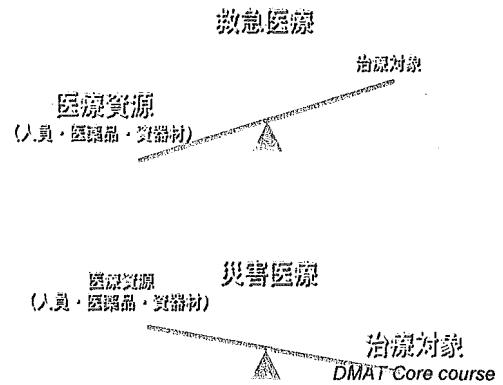 救急医療
治療対象
医療資源
(人員・医薬品・資器材)
災害医療
医療資源
(人員・医薬品・資器材)
治療対象
DMAT Core course